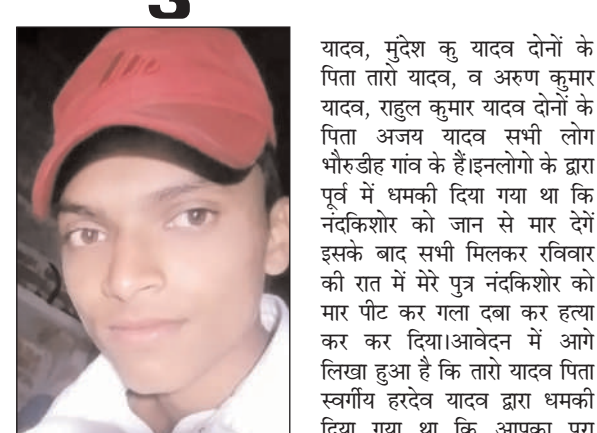 यादव, मुंदेश कु यादव दोनों के
पिता तारो यादव, व अरुण कुमार
यादव, राहुल कुमार यादव दोनों के
पिता अजय यादव सभी लोग
भौरुडीह गांव के हैं।इनलोगो के द्वारा
पूर्व में धमकी दिया गया था कि
नंदकिशोर को जान से मार देगें
इसके बाद सभी मिलकर रविवार
की रात में मेरे पुत्र नंदकिशोर को
मार पीट कर गला दबा कर हत्या
कर कर दिया।आवेदन में आगे
लिखा हुआ है कि तारो यादव पिता
स्वर्गीय हरदेव यादव द्वारा धमकी
दिया गया था कि आपका पूरा